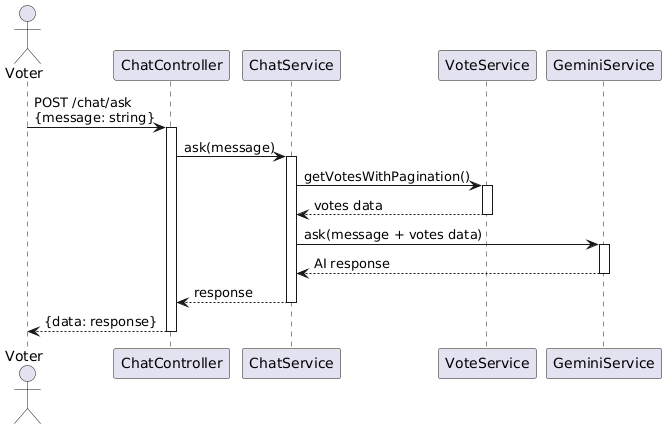 Voter
ChatController
ChatService
VoteService
GeminiService
POST /chat/ask
{message: string}
ask(message)
getVotesWithPagination()
votes data
ask(message + votes data)
AI response
response
{data: response}
Voter
ChatController
ChatService
VoteService
GeminiService